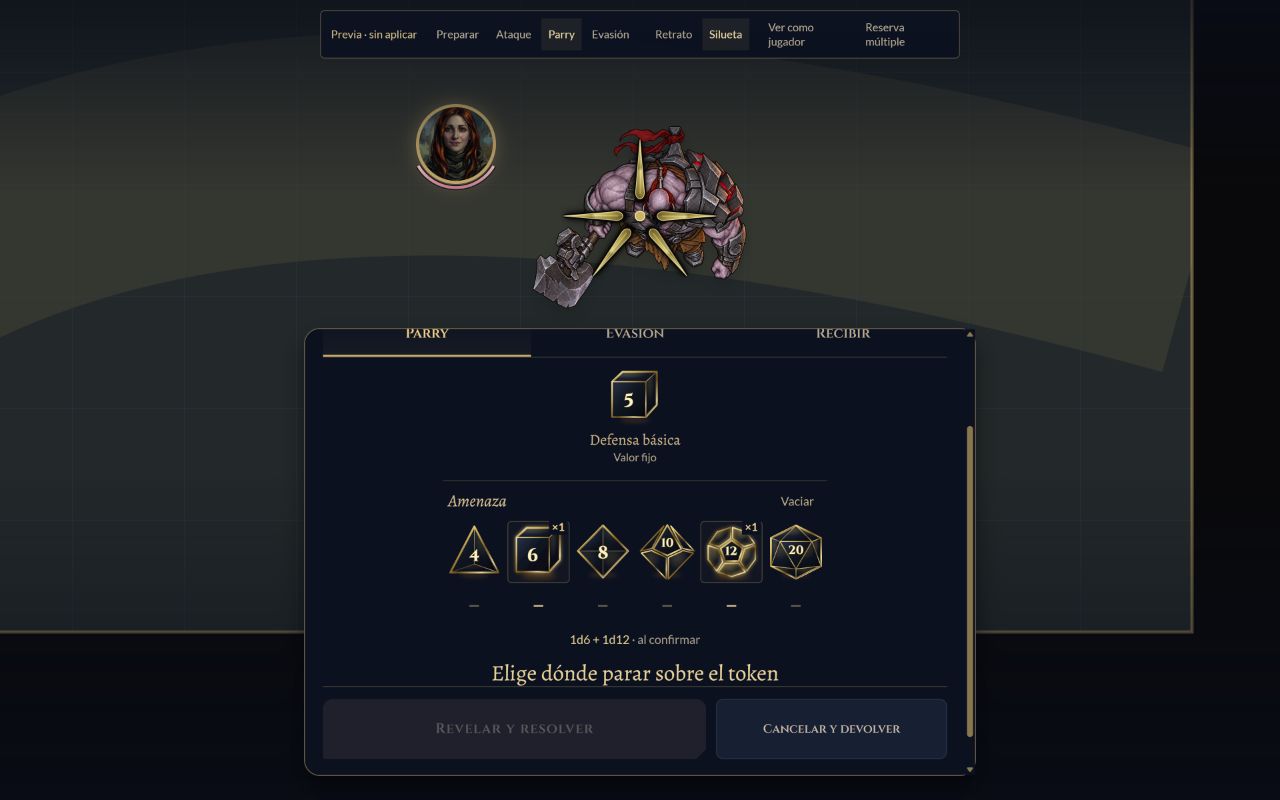 Previa · sin aplicar Preparar Ataque Parry Evasión Retrato Silueta Ver como jugador Reserva múltiple
Parry Evasión Recibir
5
Defensa básica
Valor fijo
Amenaza Vaciar
4 6 ×1 8 10 12 ×1 20
– – – – – –
1d6 + 1d12 · al confirmar
Elige dónde parar sobre el token
Revelar y resolver Cancelar y devolver